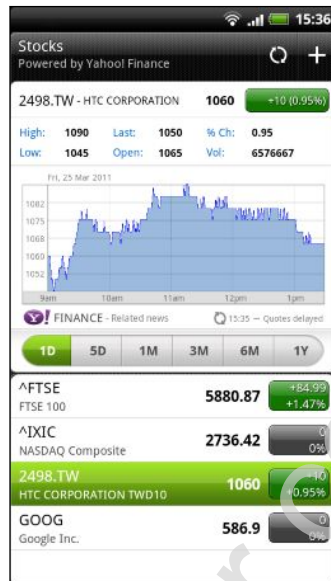 15:36
Stocks
Powered by Yahoo! Finance
2498.TW - HTC CORPORATION 1060 +10 (0.95%)
High: 1090 Last: 1050 % Ch: 0.95
Low: 1045 Open: 1065 Vol: 6576667
Fri, 25 Mar 2011
1082
1075
1068
1060
1052
9am 10am 11am 12pm 1pm
Y! FINANCE - Related news 15:35 – Quotes delayed
1D 5D 1M 3M 6M 1Y
^FTSE 5880.87 +84.99
FTSE 100 +1.47%
^IXIC 2736.42 0
NASDAQ Composite 0%
2498.TW 1060 +10
HTC CORPORATION TWD10 +0.95%
GOOG 586.9 0
Google Inc. 0%